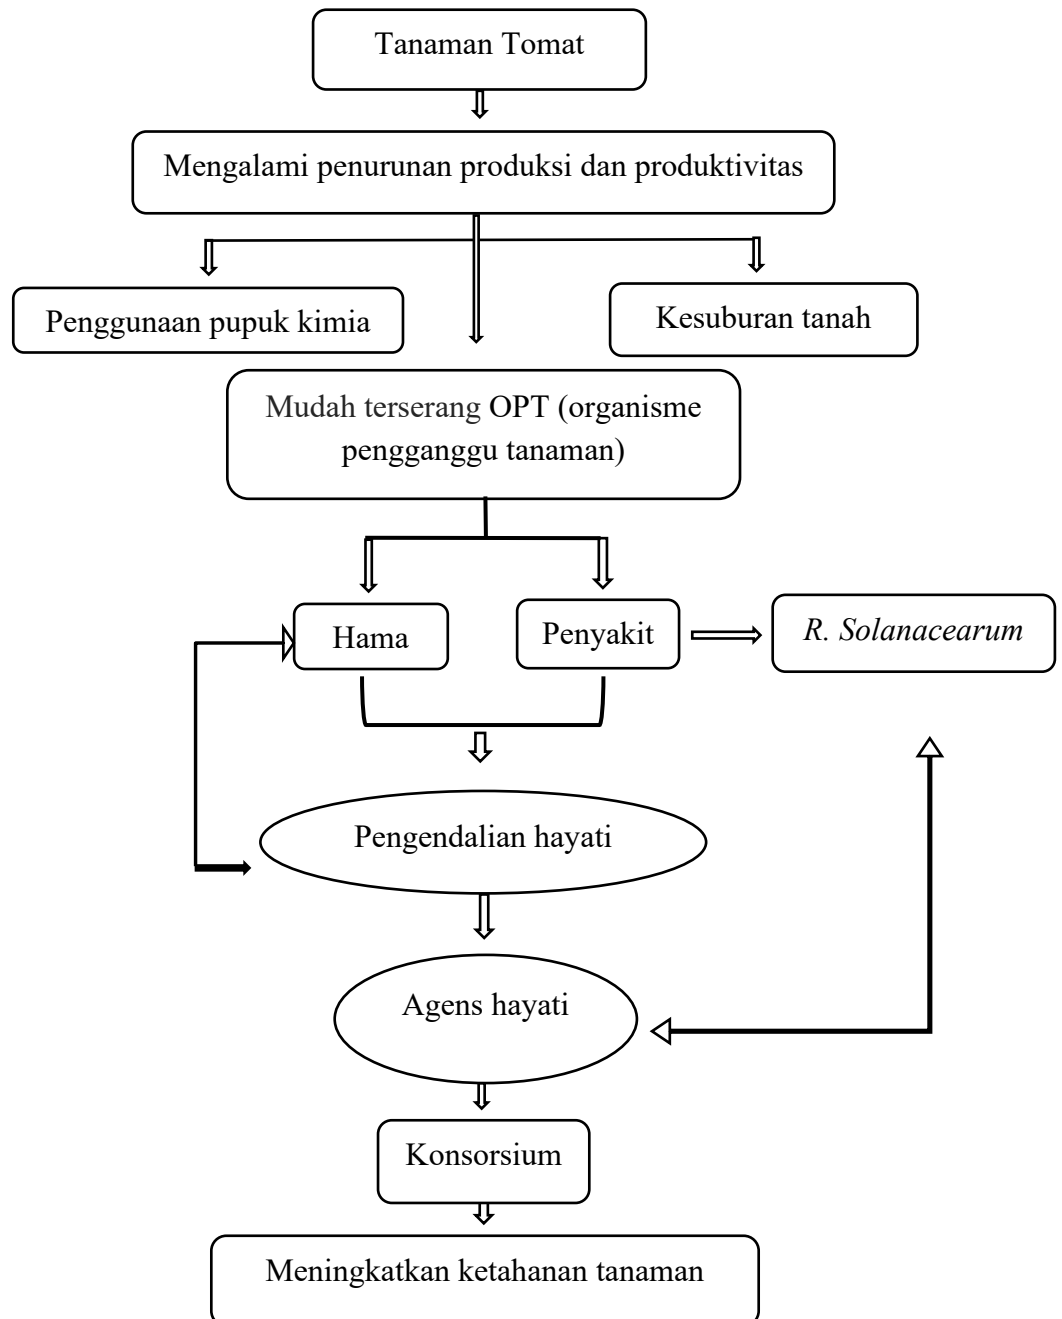 Tanaman Tomat
Mengalami penurunan produksi dan produktivitas
Penggunaan pupuk kimia
Kesuburan tanah
Mudah terserang OPT (organisme
pengganggu tanaman)
Hama
Penyakit
R. Solanacearum
Pengendalian hayati
Agens hayati
Konsorsium
Meningkatkan ketahanan tanaman